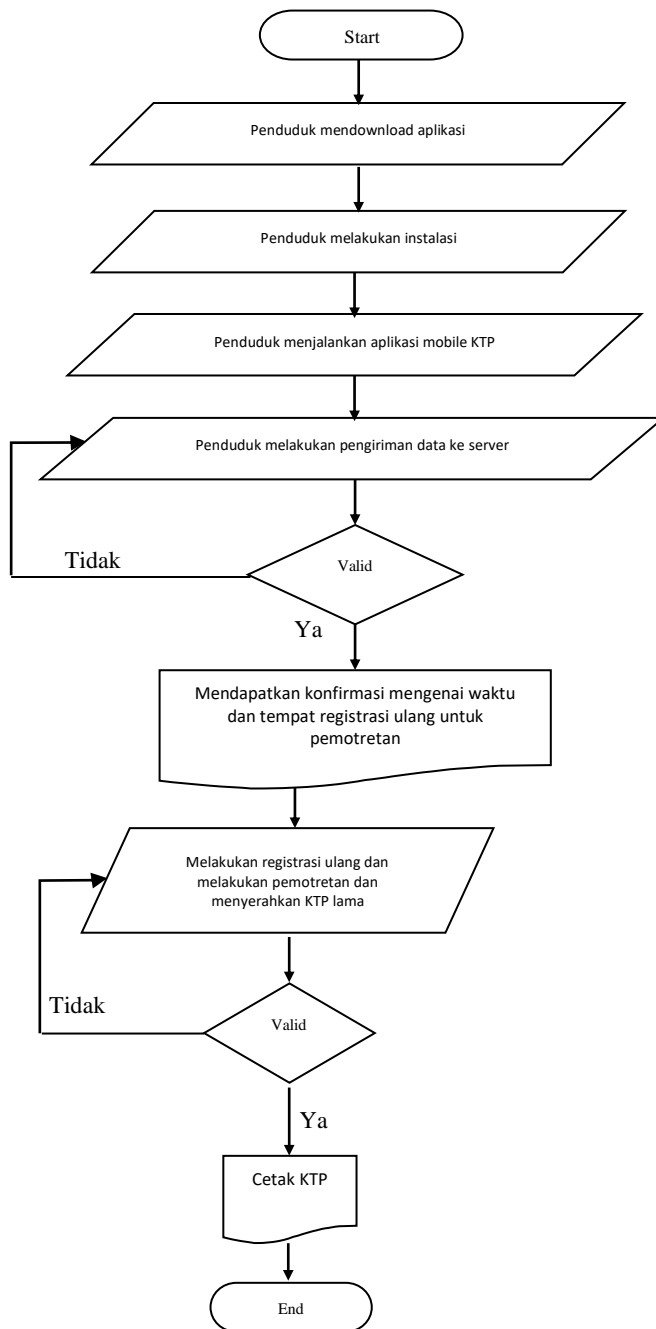 Start
Penduduk mendownload aplikasi
Penduduk melakukan instalasi
Penduduk menjalankan aplikasi mobile KTP
Penduduk melakukan pengiriman data ke server
Valid
Tidak
Ya
Mendapatkan konfirmasi mengenai waktu
dan tempat registrasi ulang untuk
pemotretan
Melakukan registrasi ulang dan
melakukan pemotretan dan
menyerahkan KTP lama
Tidak
Valid
Ya
Cetak KTP
End